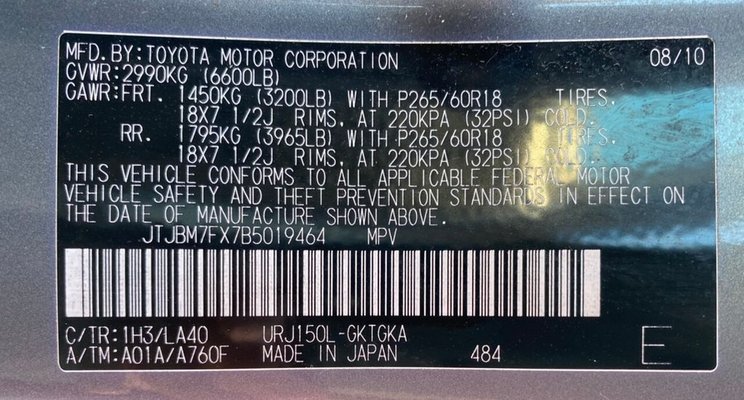 MFD.BY:TOYOTA MOTOR CORPORATION 08/10
GVWR:2990KG (6600LB)
GAWR:FRT. 1450KG (3200LB) WITH P265/60R18 TIRES,
18X7 1/2J RIMS, AT 220KPA (32PSI) COLD.
RR. 1795KG (3965LB) WITH P265/60R18 TIRES,
18X7 1/2J RIMS, AT 220KPA (32PSI) COLD.
THIS VEHICLE CONFORMS TO ALL APPLICABLE FEDERAL MOTOR
VEHICLE SAFETY AND THEFT PREVENTION STANDARDS IN EFFECT ON
THE DATE OF MANUFACTURE SHOWN ABOVE.
JTJBM7FX7B5019464 MPV
C/TR:1H3/LA40 URJ150L-GKTGKA
A/TM:A01A/A760F MADE IN JAPAN 484 E